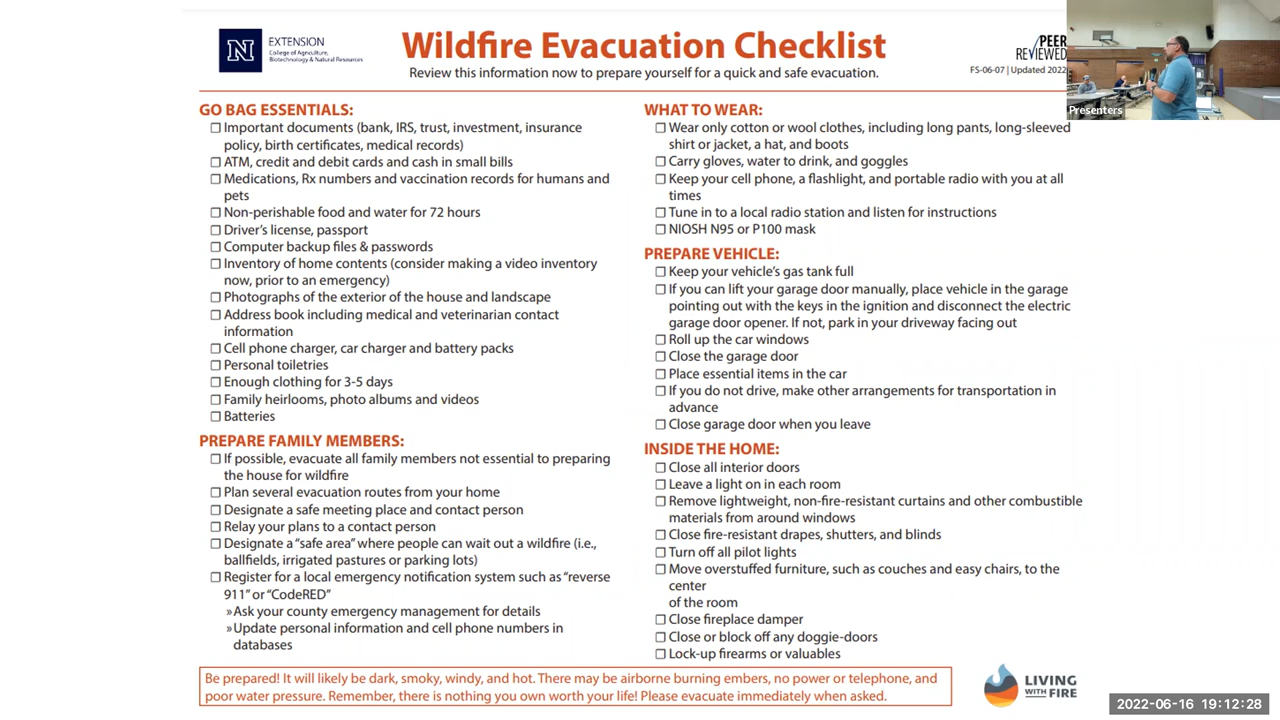 N
EXTENSION
College of Agriculture,
Biotechnology & Natural Resources
Wildfire Evacuation Checklist
Review this information now to prepare yourself for a quick and safe evacuation.
PEER
REVIEWED
FS-06-07 | Updated 2022
Presenters
GO BAG ESSENTIALS:
☐ Important documents (bank, IRS, trust, investment, insurance
policy, birth certificates, medical records)
☐ ATM, credit and debit cards and cash in small bills
☐ Medications, Rx numbers and vaccination records for humans and
pets
☐ Non-perishable food and water for 72 hours
☐ Driver's license, passport
☐ Computer backup files & passwords
☐ Inventory of home contents (consider making a video inventory
now, prior to an emergency)
☐ Photographs of the exterior of the house and landscape
☐ Address book including medical and veterinarian contact
information
☐ Cell phone charger, car charger and battery packs
☐ Personal toiletries
☐ Enough clothing for 3-5 days
☐ Family heirlooms, photo albums and videos
☐ Batteries
PREPARE FAMILY MEMBERS:
☐ If possible, evacuate all family members not essential to preparing
the house for wildfire
☐ Plan several evacuation routes from your home
☐ Designate a safe meeting place and contact person
☐ Relay your plans to a contact person
☐ Designate a "safe area" where people can wait out a wildfire (i.e.,
ballfields, irrigated pastures or parking lots)
☐ Register for a local emergency notification system such as "reverse
911" or "CodeRED"
»Ask your county emergency management for details
»Update personal information and cell phone numbers in
databases
WHAT TO WEAR:
☐ Wear only cotton or wool clothes, including long pants, long-sleeved
shirt or jacket, a hat, and boots
☐ Carry gloves, water to drink, and goggles
☐ Keep your cell phone, a flashlight, and portable radio with you at all
times
☐ Tune in to a local radio station and listen for instructions
☐ NIOSH N95 or P100 mask
PREPARE VEHICLE:
☐ Keep your vehicle's gas tank full
☐ If you can lift your garage door manually, place vehicle in the garage
pointing out with the keys in the ignition and disconnect the electric
garage door opener. If not, park in your driveway facing out
☐ Roll up the car windows
☐ Close the garage door
☐ Place essential items in the car
☐ If you do not drive, make other arrangements for transportation in
advance
☐ Close garage door when you leave
INSIDE THE HOME:
☐ Close all interior doors
☐ Leave a light on in each room
☐ Remove lightweight, non-fire-resistant curtains and other combustible
materials from around windows
☐ Close fire-resistant drapes, shutters, and blinds
☐ Turn off all pilot lights
☐ Move overstuffed furniture, such as couches and easy chairs, to the
center
of the room
☐ Close fireplace damper
☐ Close or block off any doggie-doors
☐ Lock-up firearms or valuables
Be prepared! It will likely be dark, smoky, windy, and hot. There may be airborne burning embers, no power or telephone, and
poor water pressure. Remember, there is nothing you own worth your life! Please evacuate immediately when asked.
LIVING
WITH FIRE
2022-06-16 19:12:28